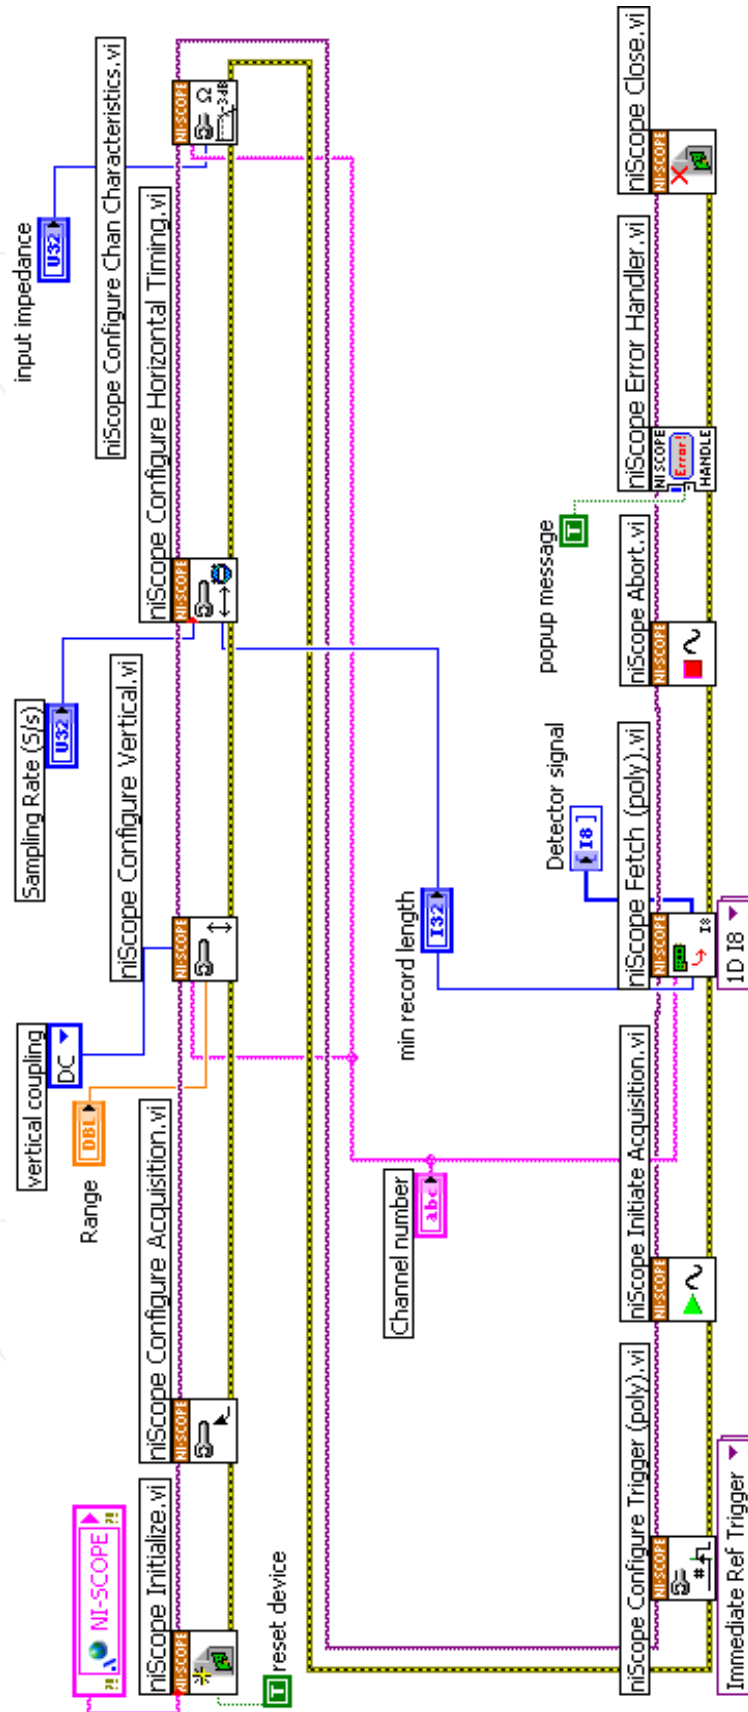 NI-SCOPE
niScope Initialize.vi
NI-SCOPE
T
reset device
niScope Configure Acquisition.vi
NI-SCOPE
vertical coupling
DC
Range
DBL
niScope Configure Vertical.vi
NI-SCOPE
Sampling Rate (S/s)
U32
niScope Configure Horizontal Timing.vi
NI-SCOPE
input impedance
U32
niScope Configure Chan Characteristics.vi
NI-SCOPE
Ω
-3dB
Channel number
abc
min record length
I32
niScope Configure Trigger (poly).vi
NI-SCOPE
#
Immediate Ref Trigger
niScope Initiate Acquisition.vi
NI-SCOPE
Detector signal
I8
niScope Fetch (poly).vi
NI-SCOPE
I8
1D I8
niScope Abort.vi
NI-SCOPE
popup message
T
niScope Error Handler.vi
NI SCOPE
Error!
HANDLE
niScope Close.vi
NI-SCOPE